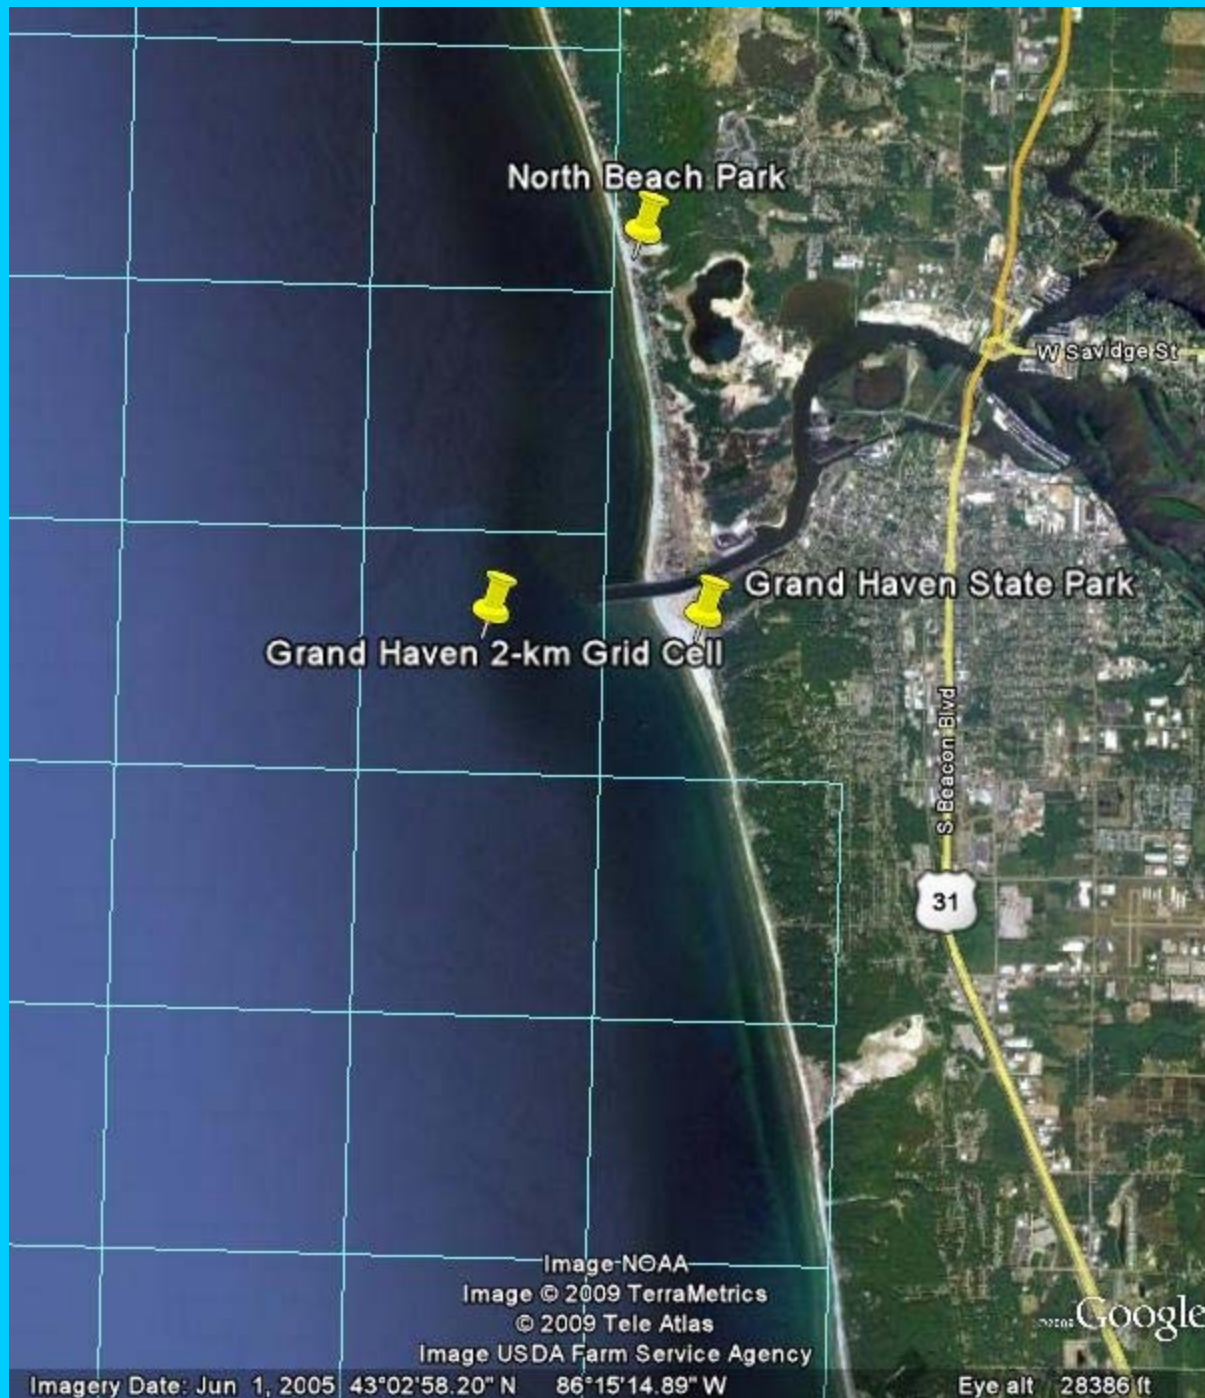 North Beach Park
W Savidge St
Grand Haven State Park
Grand Haven 2-km Grid Cell
S Beacon Blvd
31
Image NOAA
Image © 2009 TerraMetrics
© 2009 Tele Atlas
Image USDA Farm Service Agency
Google
Imagery Date: Jun 1, 2005 43°02'58.20" N 86°15'14.89" W Eye alt 28386 ft